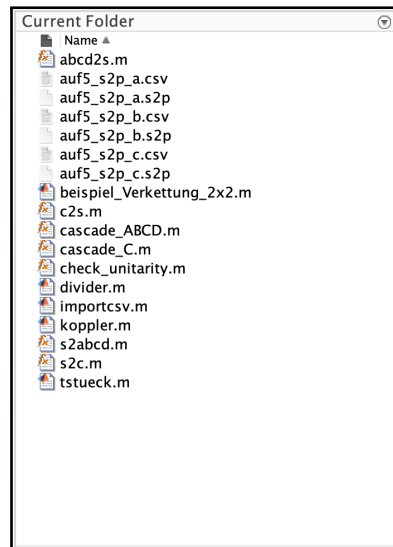 Current Folder
Name
abcd2s.m
auf5_s2p_a.csv
auf5_s2p_a.s2p
auf5_s2p_b.csv
auf5_s2p_b.s2p
auf5_s2p_c.csv
auf5_s2p_c.s2p
beispiel_Verkettung_2x2.m
c2s.m
cascade_ABCD.m
cascade_C.m
check_unitarity.m
divider.m
importcsv.m
koppler.m
s2abcd.m
s2c.m
tstueck.m